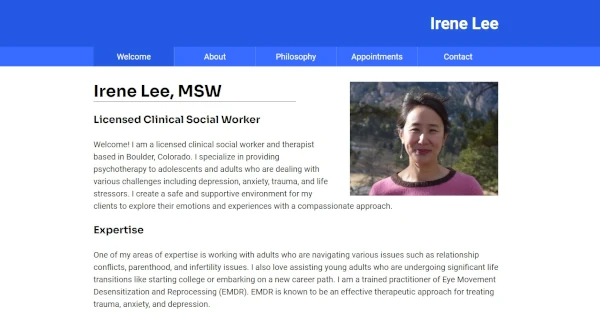 Irene Lee
Welcome
About
Philosophy
Appointments
Contact
Irene Lee, MSW
Licensed Clinical Social Worker
Welcome! I am a licensed clinical social worker and therapist
based in Boulder, Colorado. I specialize in providing
psychotherapy to adolescents and adults who are dealing with
various challenges including depression, anxiety, trauma, and life
stressors. I create a safe and supportive environment for my
clients to explore their emotions and experiences with a compassionate approach.
Expertise
One of my areas of expertise is working with adults who are navigating various issues such as relationship
conflicts, parenthood, and infertility issues. I also love assisting young adults who are undergoing significant life
transitions like starting college or embarking on a new career path. I am a trained practitioner of Eye Movement
Desensitization and Reprocessing (EMDR). EMDR is known to be an effective therapeutic approach for treating
trauma, anxiety, and depression.